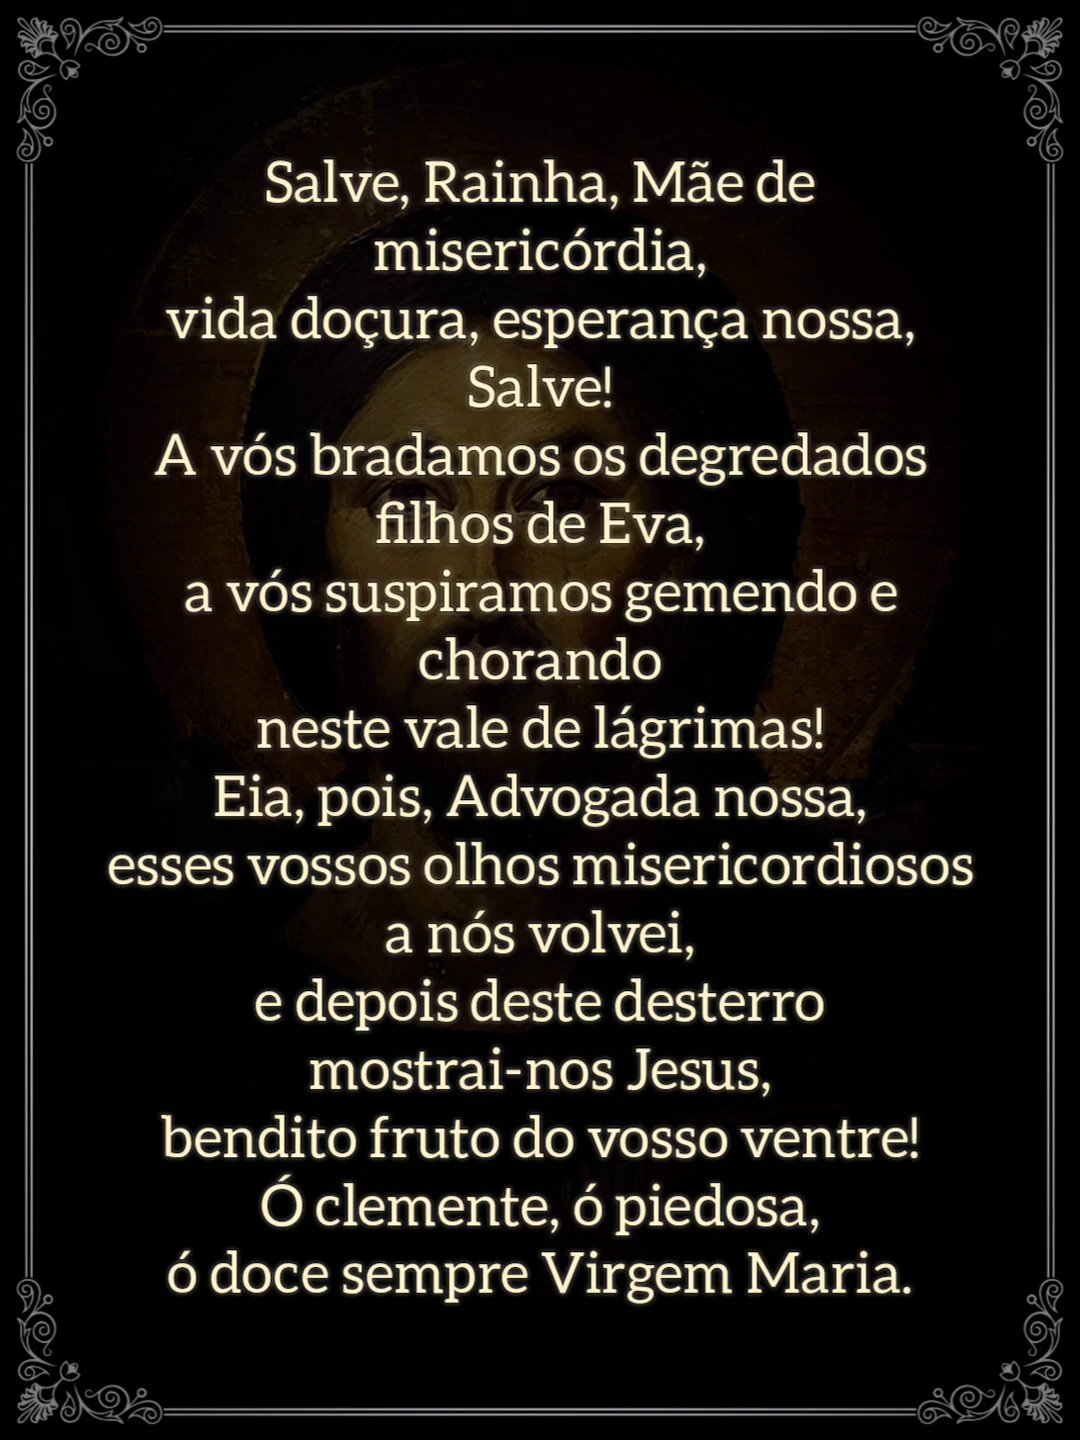 Salve, Rainha, Mãe de
misericórdia,
vida doçura, esperança nossa,
Salve!
A vós bradamos os degredados
filhos de Eva,
a vós suspiramos gemendo e
chorando
neste vale de lágrimas!
Eia, pois, Advogada nossa,
esses vossos olhos misericordiosos
a nós volvei,
e depois deste desterro
mostrai-nos Jesus,
bendito fruto do vosso ventre!
Ó clemente, ó piedosa,
ó doce sempre Virgem Maria.